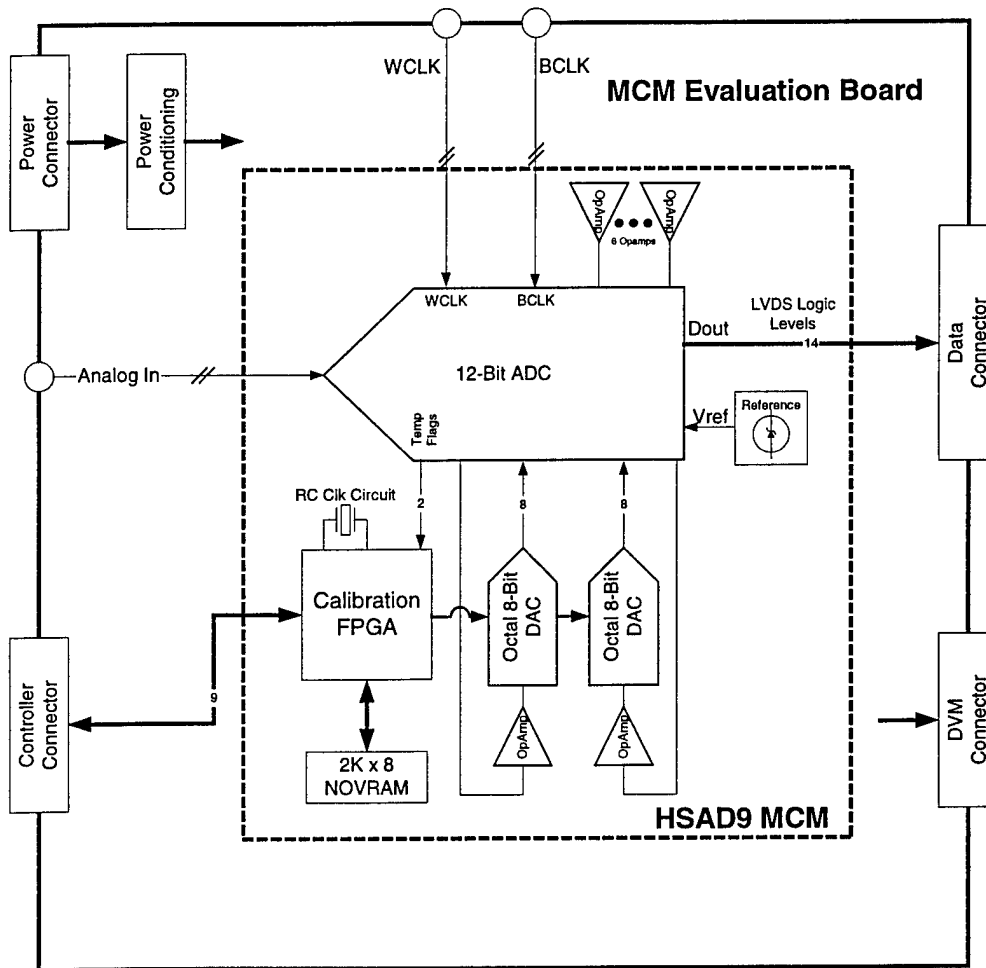 WCLK
BCLK
MCM Evaluation Board
Power
Connector
Power
Conditioning
OpAmp
OpAmp
6 Opamps
WCLK
BCLK
LVDS Logic
Levels
Dout
14
Data
Connector
Analog In
12-Bit ADC
Temp
Flags
Vref
Reference
RC Clk Circuit
2
8
8
Calibration
FPGA
Octal 8-Bit
DAC
Octal 8-Bit
DAC
9
Controller
Connector
OpAmp
OpAmp
DVM
Connector
2K x 8
NOVRAM
HSAD9 MCM